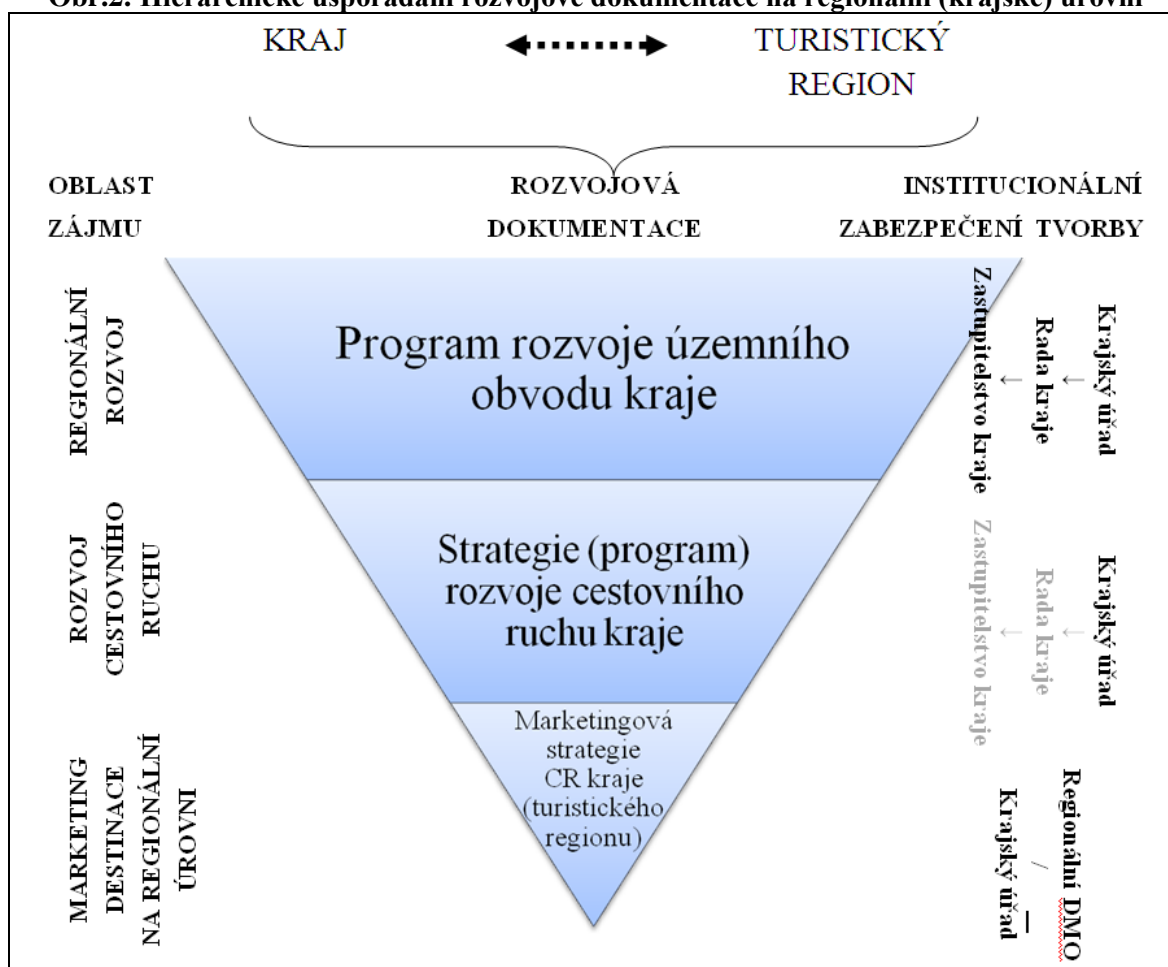 Obr.2: Hierarchické uspořádání rozvojové dokumentace na regionální (krajské) úrovni
KRAJ
TURISTICKÝ
REGION
OBLAST
ZÁJMU
ROZVOJOVÁ
DOKUMENTACE
INSTITUCIONÁLNÍ
ZABEZPEČENÍ TVORBY
REGIONÁLNÍ
ROZVOJ
Program rozvoje územního
obvodu kraje
Krajský úřad
↓
Rada kraje
↓
Zastupitelstvo kraje
ROZVOJ
CESTOVNÍHO
RUCHU
Strategie (program)
rozvoje cestovního
ruchu kraje
Krajský úřad
↓
Rada kraje
↓
Zastupitelstvo kraje
MARKETING
DESTINACE
NA REGIONÁLNÍ
ÚROVNI
Marketingová
strategie
CR kraje
(turistického
regionu)
Regionální DMO
/
Krajský úřad